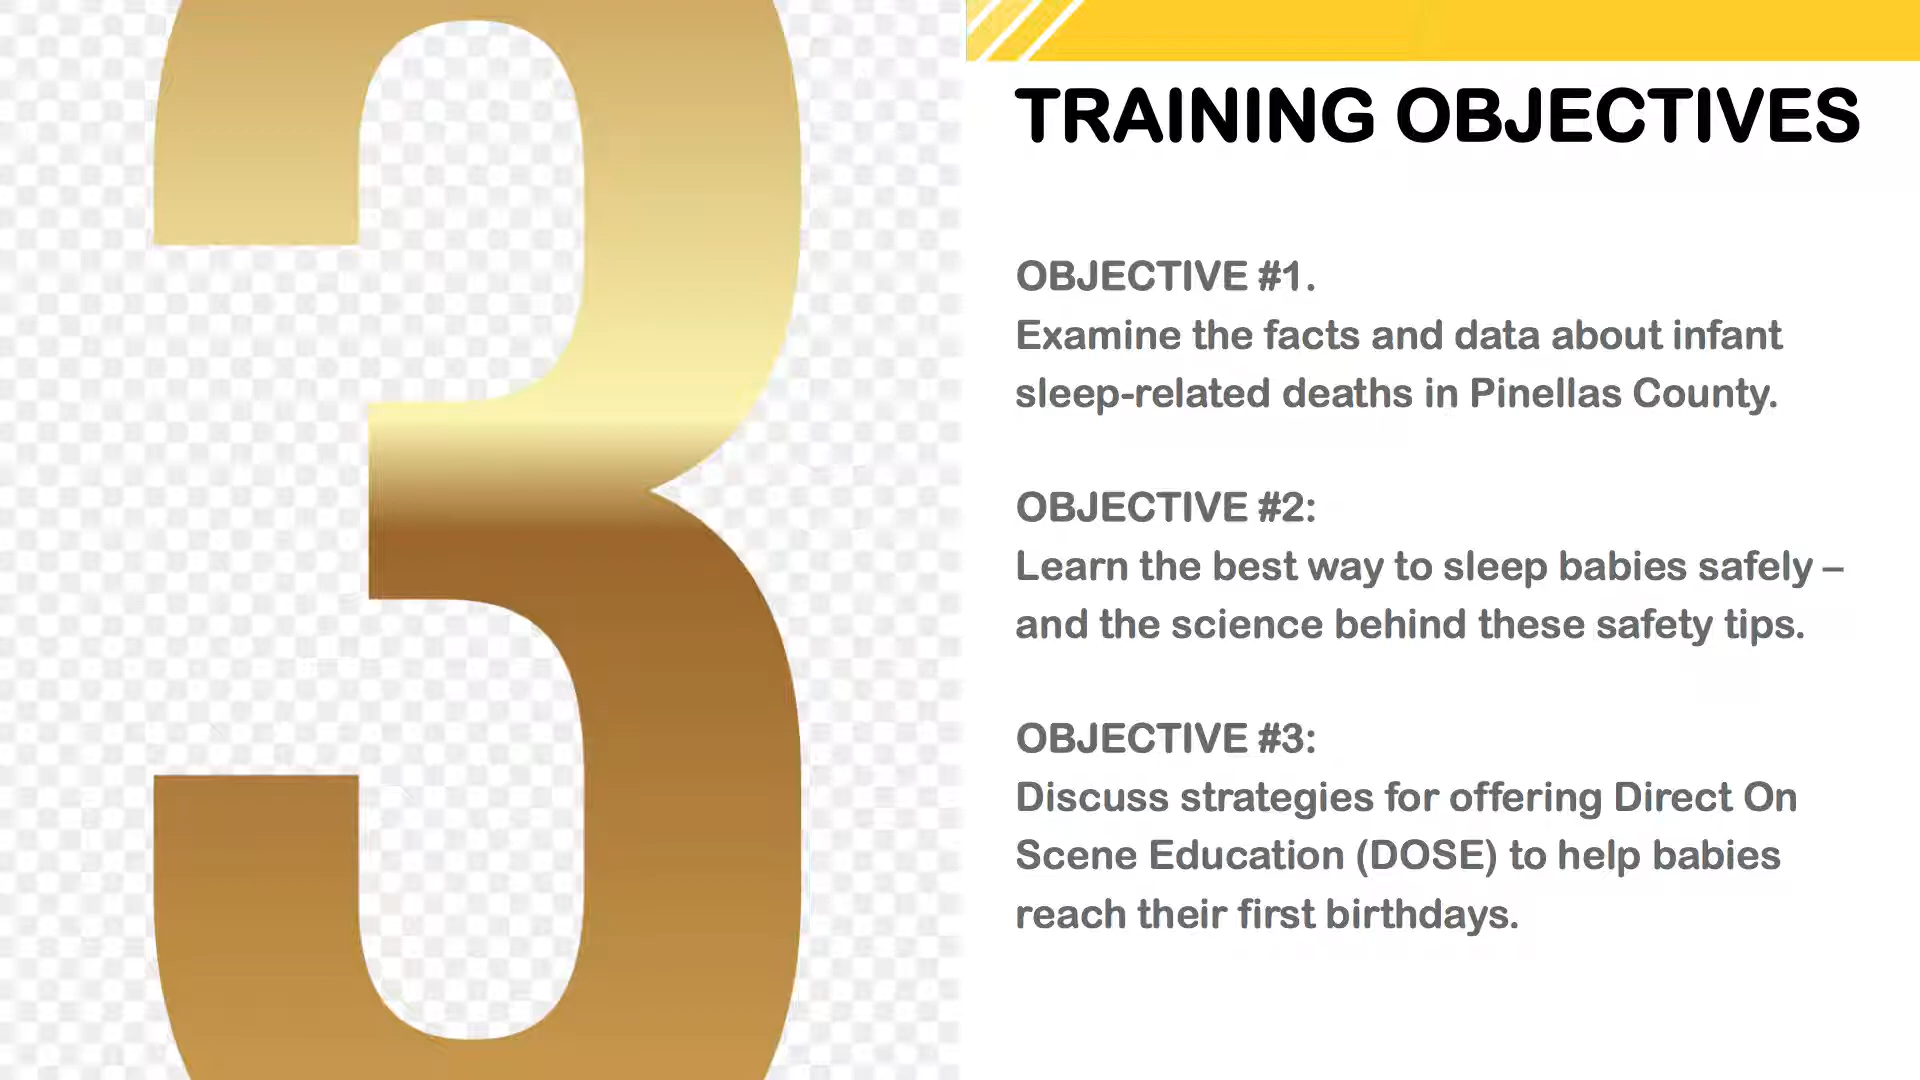 3
TRAINING OBJECTIVES
OBJECTIVE #1.
Examine the facts and data about infant
sleep-related deaths in Pinellas County.
OBJECTIVE #2:
Learn the best way to sleep babies safely –
and the science behind these safety tips.
OBJECTIVE #3:
Discuss strategies for offering Direct On
Scene Education (DOSE) to help babies
reach their first birthdays.